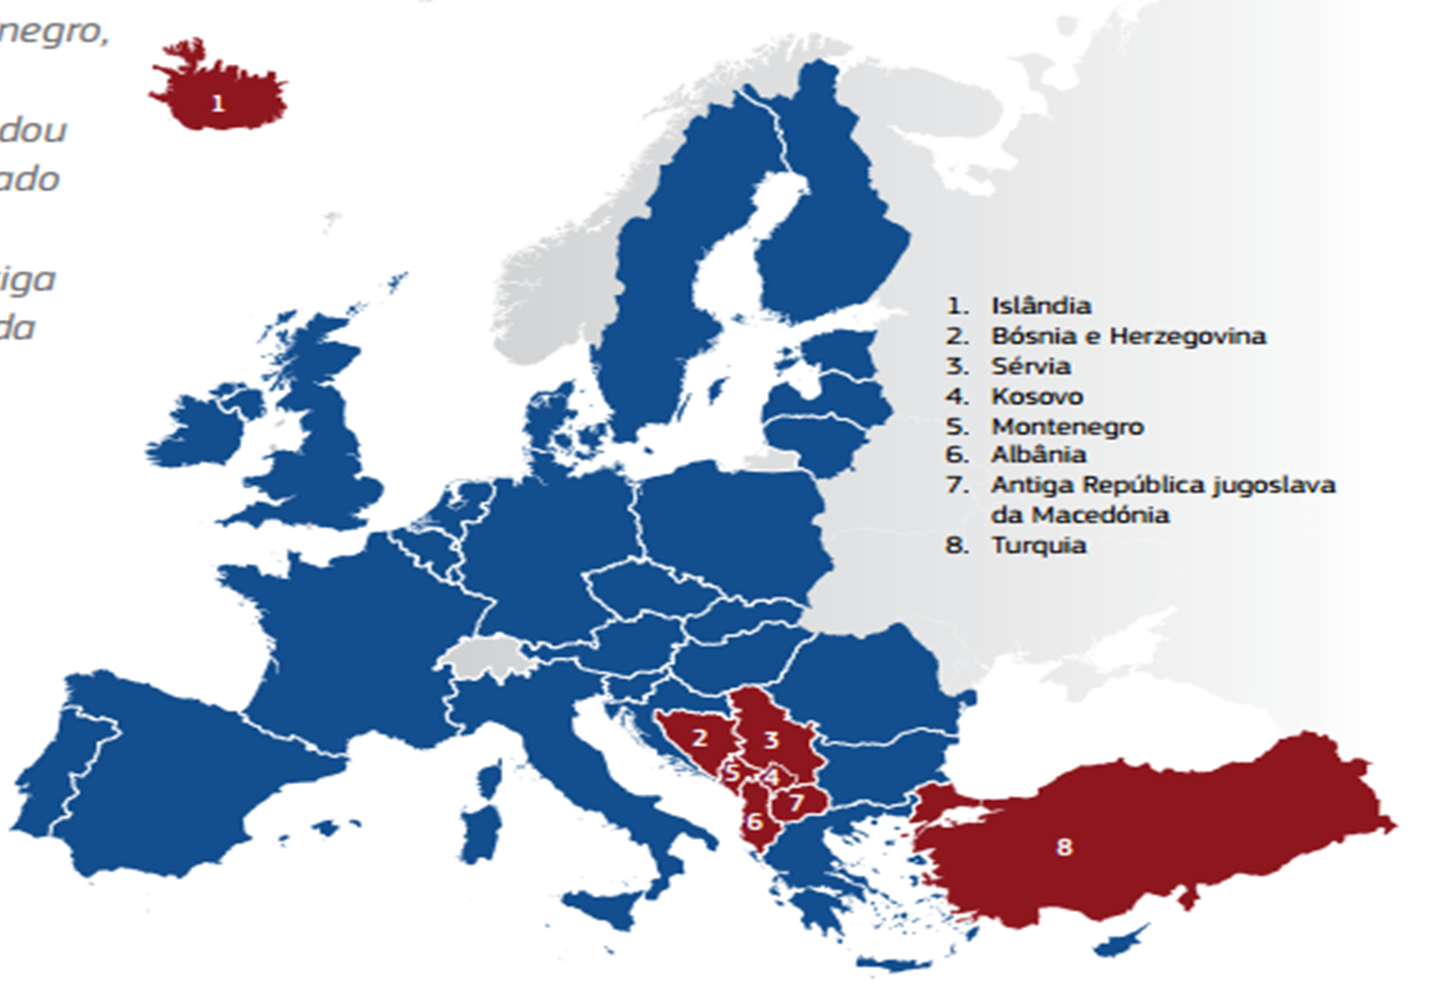 negro,
dou
ado
iga
da
1
1. Islândia
2. Bósnia e Herzegovina
3. Sérvia
4. Kosovo
5. Montenegro
6. Albânia
7. Antiga República jugoslava
da Macedónia
8. Turquia
2
3
5
4
7
6
8